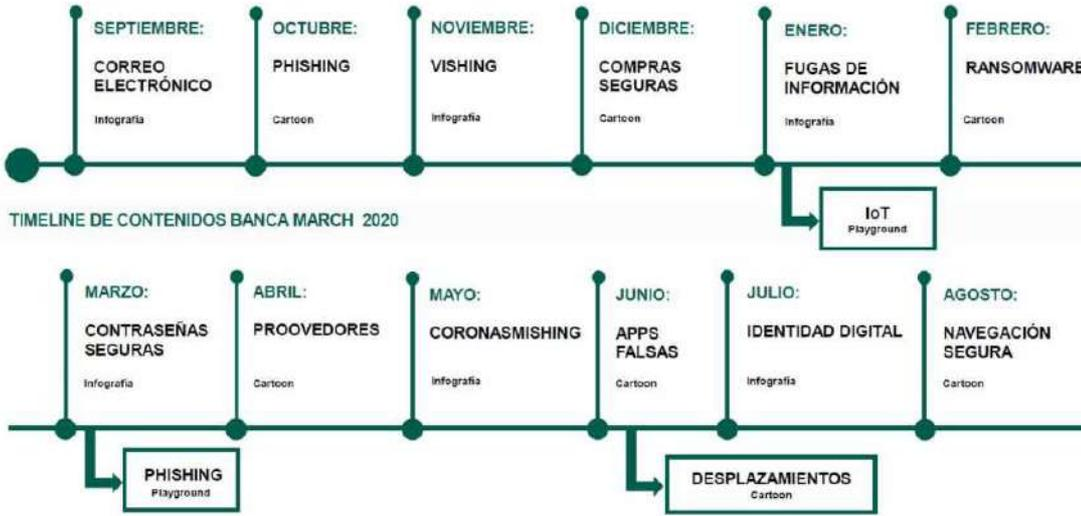 SEPTIEMBRE:
CORREO
ELECTRÓNICO
Infografía
OCTUBRE:
PHISHING
Cartoon
NOVIEMBRE:
VISHING
Infografía
DICIEMBRE:
COMPRAS
SEGURAS
Cartoon
ENERO:
FUGAS DE
INFORMACIÓN
Infografía
FEBRERO:
RANSOMWARE
Cartoon
IoT
Playground
TIMELINE DE CONTENIDOS BANCA MARCH 2020
MARZO:
CONTRASEÑAS
SEGURAS
Infografía
ABRIL:
PROOVEDORES
Cartoon
MAYO:
CORONASMISHING
Infografía
JUNIO:
APPS
FALSAS
Cartoon
JULIO:
IDENTIDAD DIGITAL
Infografía
AGOSTO:
NAVEGACIÓN
SEGURA
Cartoon
PHISHING
Playground
DESPLAZAMIENTOS
Cartoon